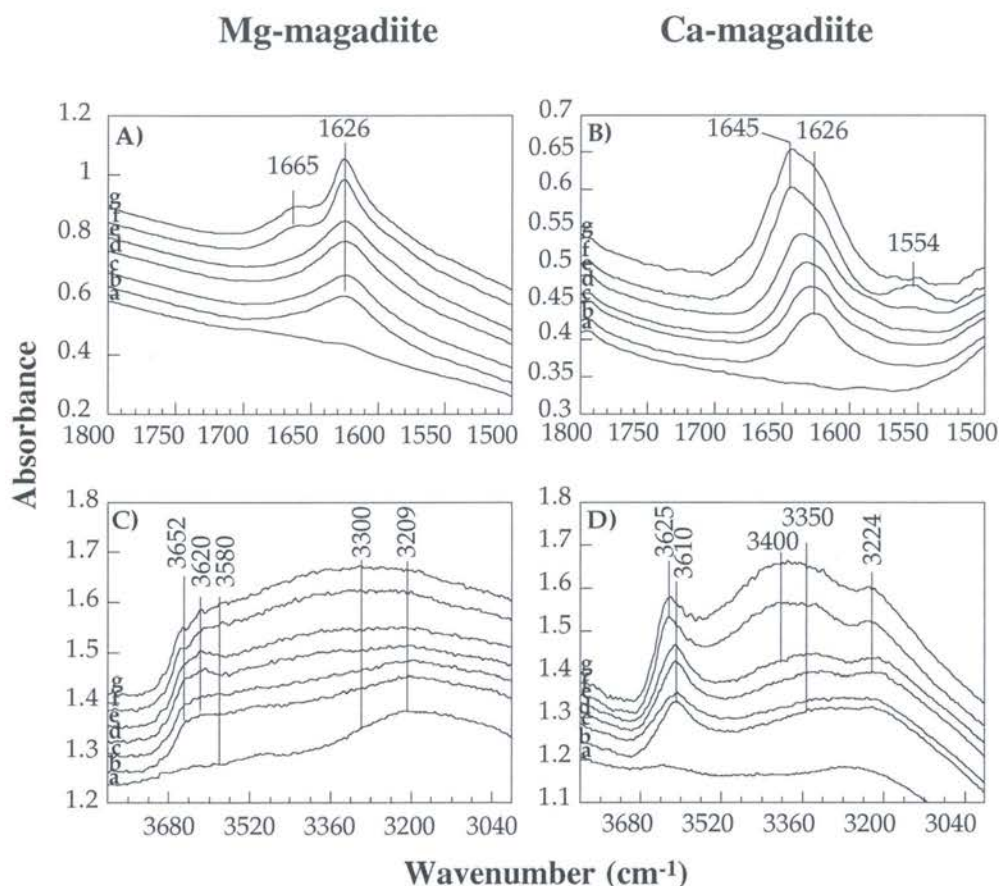 Mg-magadiite
Ca-magadiite
Absorbance
A)
1626
1665
1.2
1
0.8
0.6
0.4
0.2
g
f
e
d
c
b
a
1800 1750 1700 1650 1600 1550 1500
B)
1645
1626
1554
0.7
0.65
0.6
0.55
0.5
0.45
0.4
0.35
0.3
g
f
e
d
c
b
a
1800 1750 1700 1650 1600 1550 1500
C)
3652
3620
3580
3300
3209
1.8
1.7
1.6
1.5
1.4
1.3
1.2
g
f
e
d
c
b
a
3680 3520 3360 3200 3040
D)
3625
3610
3400
3350
3224
1.8
1.7
1.6
1.5
1.4
1.3
1.2
1.1
g
f
e
d
c
b
a
3680 3520 3360 3200 3040
Wavenumber (cm-1)